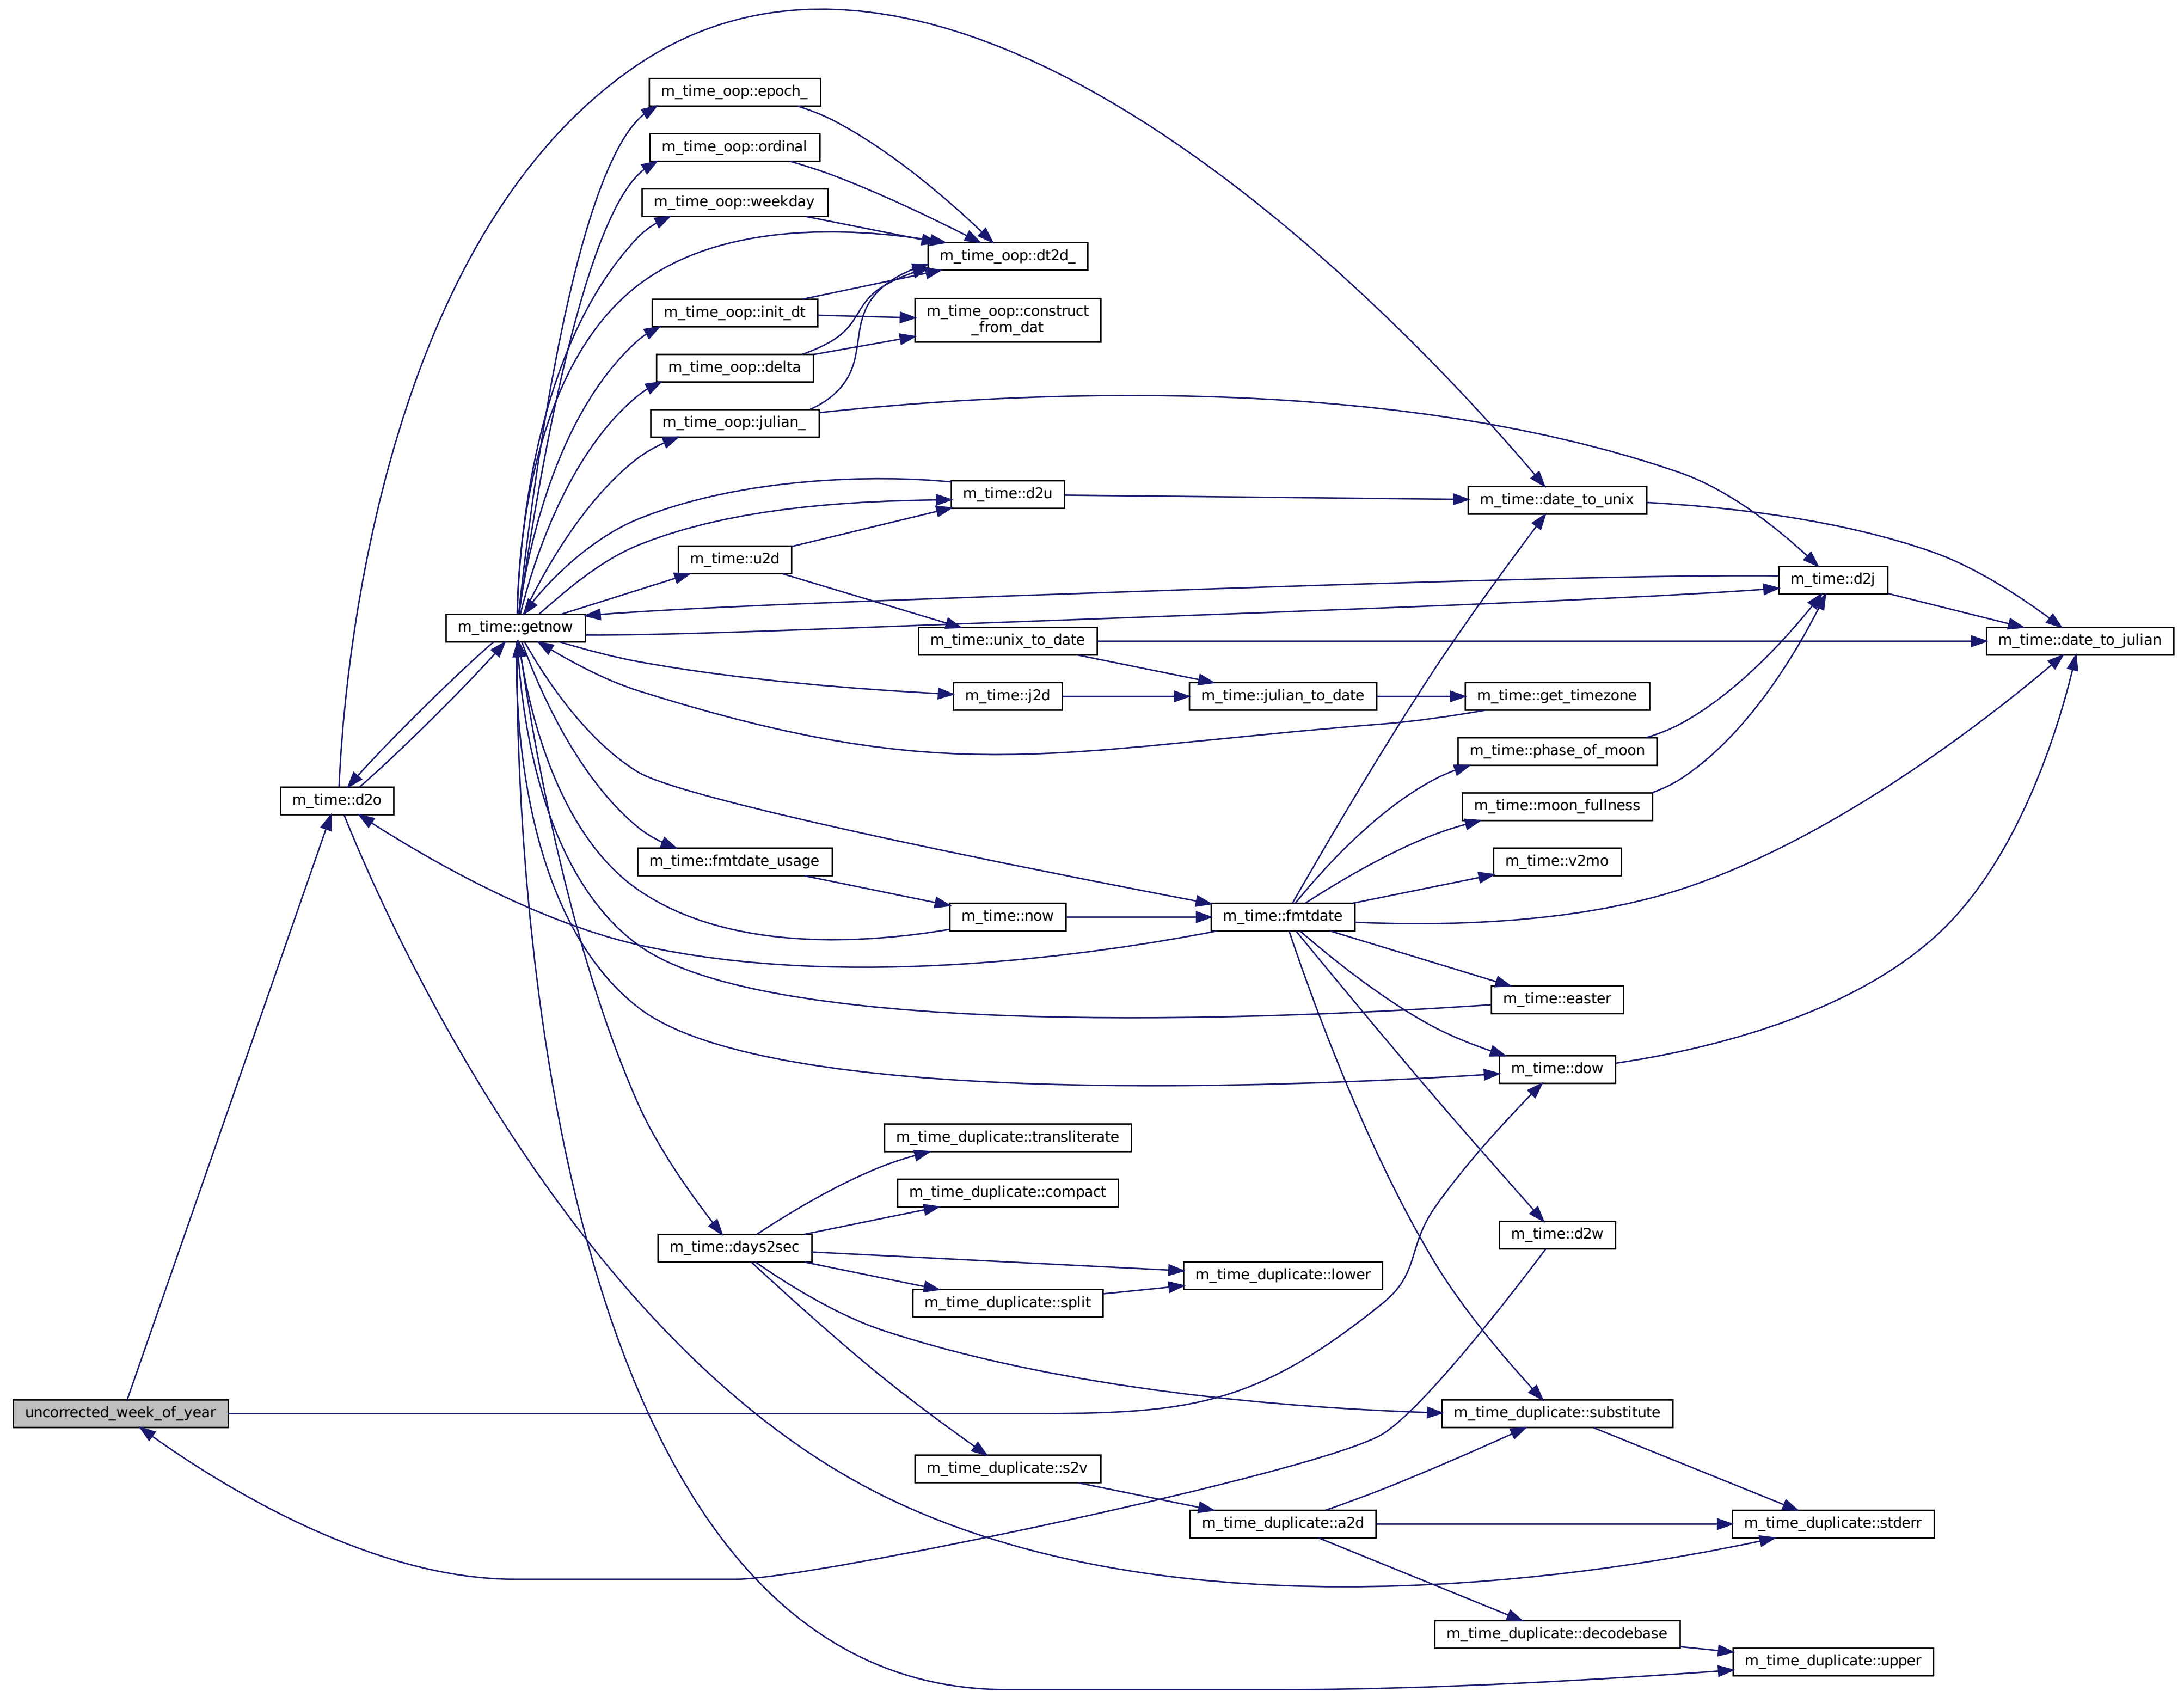 m_time_oop::epoch_
m_time_oop::ordinal
m_time_oop::weekday
m_time_oop::dt2d_
m_time_oop::init_dt
m_time_oop::construct
_from_dat
m_time_oop::delta
m_time_oop::julian_
m_time::d2u
m_time::date_to_unix
m_time::u2d
m_time::d2j
m_time::getnow
m_time::unix_to_date
m_time::date_to_julian
m_time::j2d
m_time::julian_to_date
m_time::get_timezone
m_time::phase_of_moon
m_time::d2o
m_time::moon_fullness
m_time::fmtdate_usage
m_time::v2mo
m_time::now
m_time::fmtdate
m_time::easter
m_time::dow
m_time_duplicate::transliterate
m_time_duplicate::compact
m_time::d2w
m_time::days2sec
m_time_duplicate::lower
m_time_duplicate::split
uncorrected_week_of_year
m_time_duplicate::substitute
m_time_duplicate::s2v
m_time_duplicate::a2d
m_time_duplicate::stderr
m_time_duplicate::decodebase
m_time_duplicate::upper